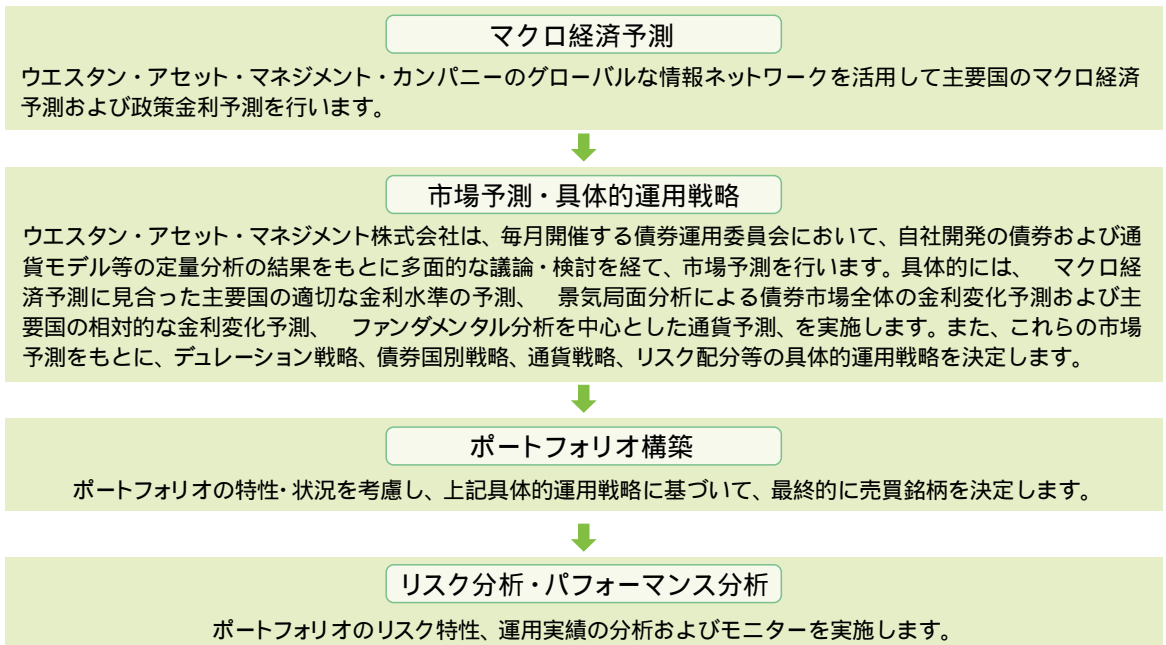 マクロ経済予測
ウエスタン・アセット・マネジメント・カンパニーのグローバルな情報ネットワークを活用して主要国のマクロ経済
予測および政策金利予測を行います。
市場予測・具体的運用戦略
ウエスタン・アセット・マネジメント株式会社は、毎月開催する債券運用委員会において、自社開発の債券および通
貨モデル等の定量分析の結果をもとに多面的な議論・検討を経て、市場予測を行います。具体的には、　マクロ経
済予測に見合った主要国の適切な金利水準の予測、　景気局面分析による債券市場全体の金利変化予測および主
要国の相対的な金利変化予測、　ファンダメンタル分析を中心とした通貨予測、を実施します。また、これらの市場
予測をもとに、デュレーション戦略、債券国別戦略、通貨戦略、リスク配分等の具体的運用戦略を決定します。
ポートフォリオ構築
ポートフォリオの特性・状況を考慮し、上記具体的運用戦略に基づいて、最終的に売買銘柄を決定します。
リスク分析・パフォーマンス分析
ポートフォリオのリスク特性、運用実績の分析およびモニターを実施します。